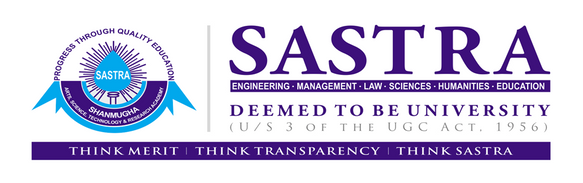 PROGRESS THROUGH QUALITY EDUCATION
SASTRA
SHANMUGHA
ARTS, SCIENCE, TECHNOLOGY & RESEARCH ACADEMY
SASTRA
ENGINEERING · MANAGEMENT · LAW · SCIENCES · HUMANITIES · EDUCATION
DEEMED TO BE UNIVERSITY
(U/S 3 OF THE UGC ACT, 1956)
THINK MERIT | THINK TRANSPARENCY | THINK SASTRA